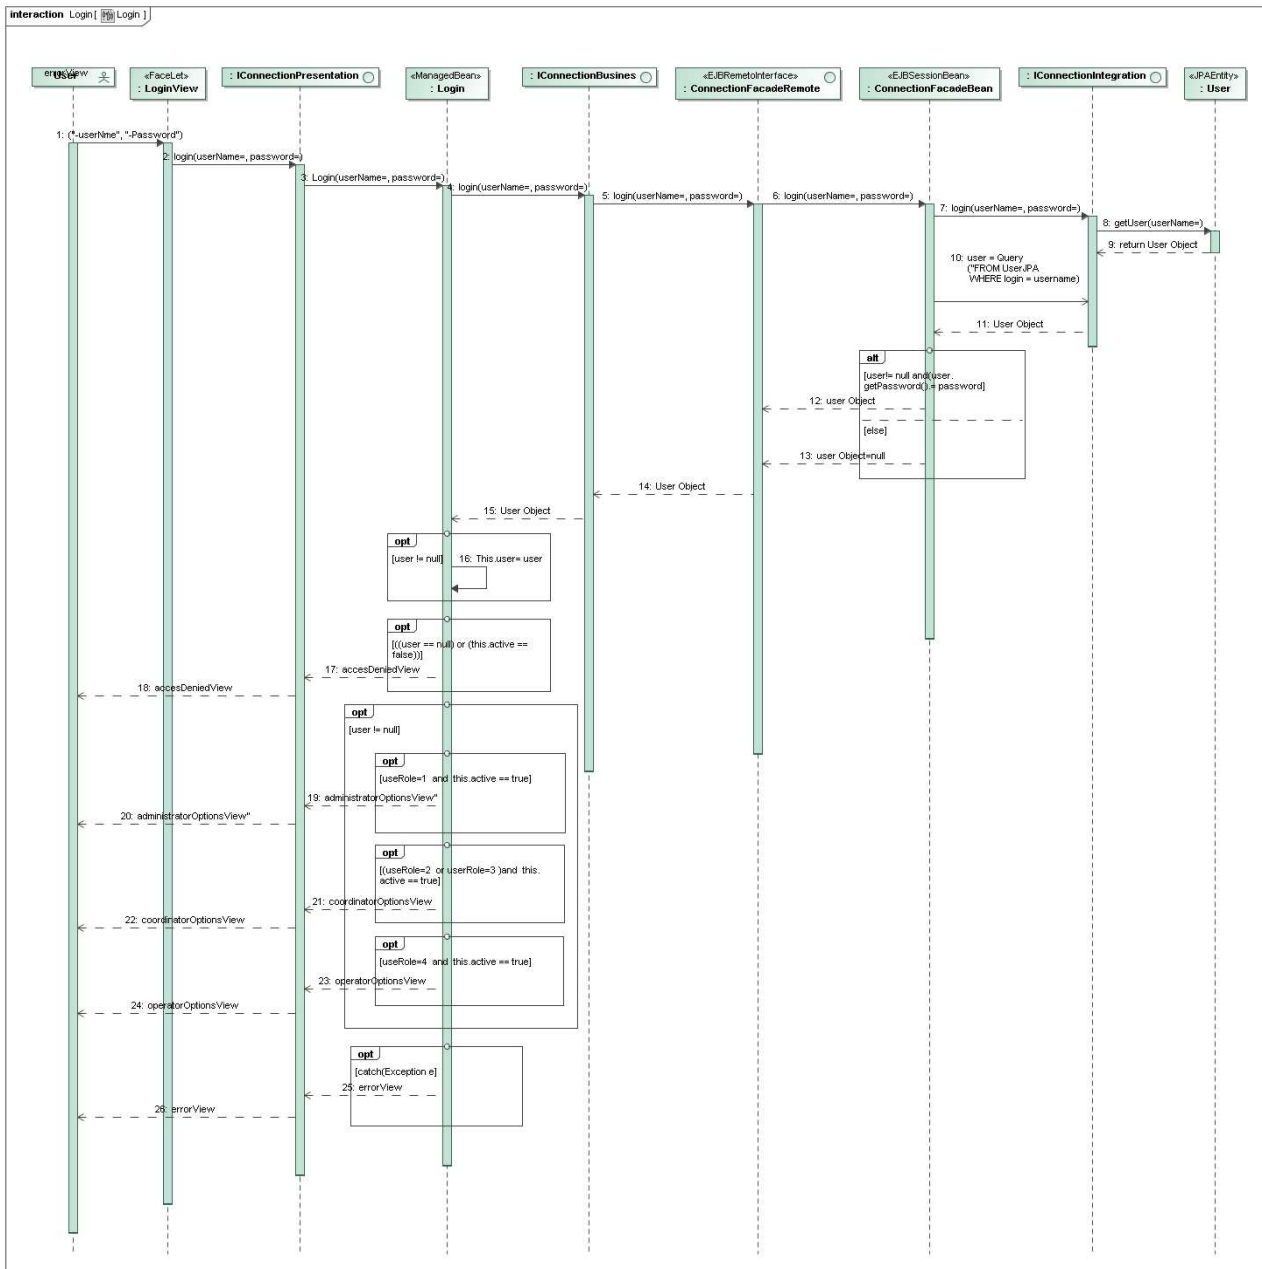 interaction Login[ Login ]
errorView
User
«FaceLet»
: LoginView
: IConnectionPresentation
«ManagedBean»
: Login
: IConnectionBusines
«EJBRemetoInterface»
: ConnectionFacadeRemote
«EJBSessionBean»
: ConnectionFacadeBean
: IConnectionIntegration
«JPAEntity»
: User
1: ("-userNme", "-Password")
2: login(userName=, password=)
3: Login(userName=, password=)
4: login(userName=, password=)
5: login(userName=, password=)
6: login(userName=, password=)
7: login(userName=, password=)
8: getUser(userName=)
9: return User Object
10: user = Query
("FROM UserJPA
WHERE login = username)
11: User Object
alt
[user!= null and(user.
getPassword().= password]
12: user Object
[else]
13: user Object=null
14: User Object
15: User Object
opt
[user != null]
16: This.user= user
opt
[((user == null) or (this.active ==
false))]
17: accesDeniedView
18: accesDeniedView
opt
[user != null]
opt
[useRole=1 and this.active == true]
19: administratorOptionsView"
20: administratorOptionsView"
opt
[(useRole=2 or userRole=3 )and this.
active == true]
21: coordinatorOptionsView
22: coordinatorOptionsView
opt
[useRole=4 and this.active == true]
23: operatorOptionsView
24: operatorOptionsView
opt
[catch(Exception e]
25: errorView
26: errorView